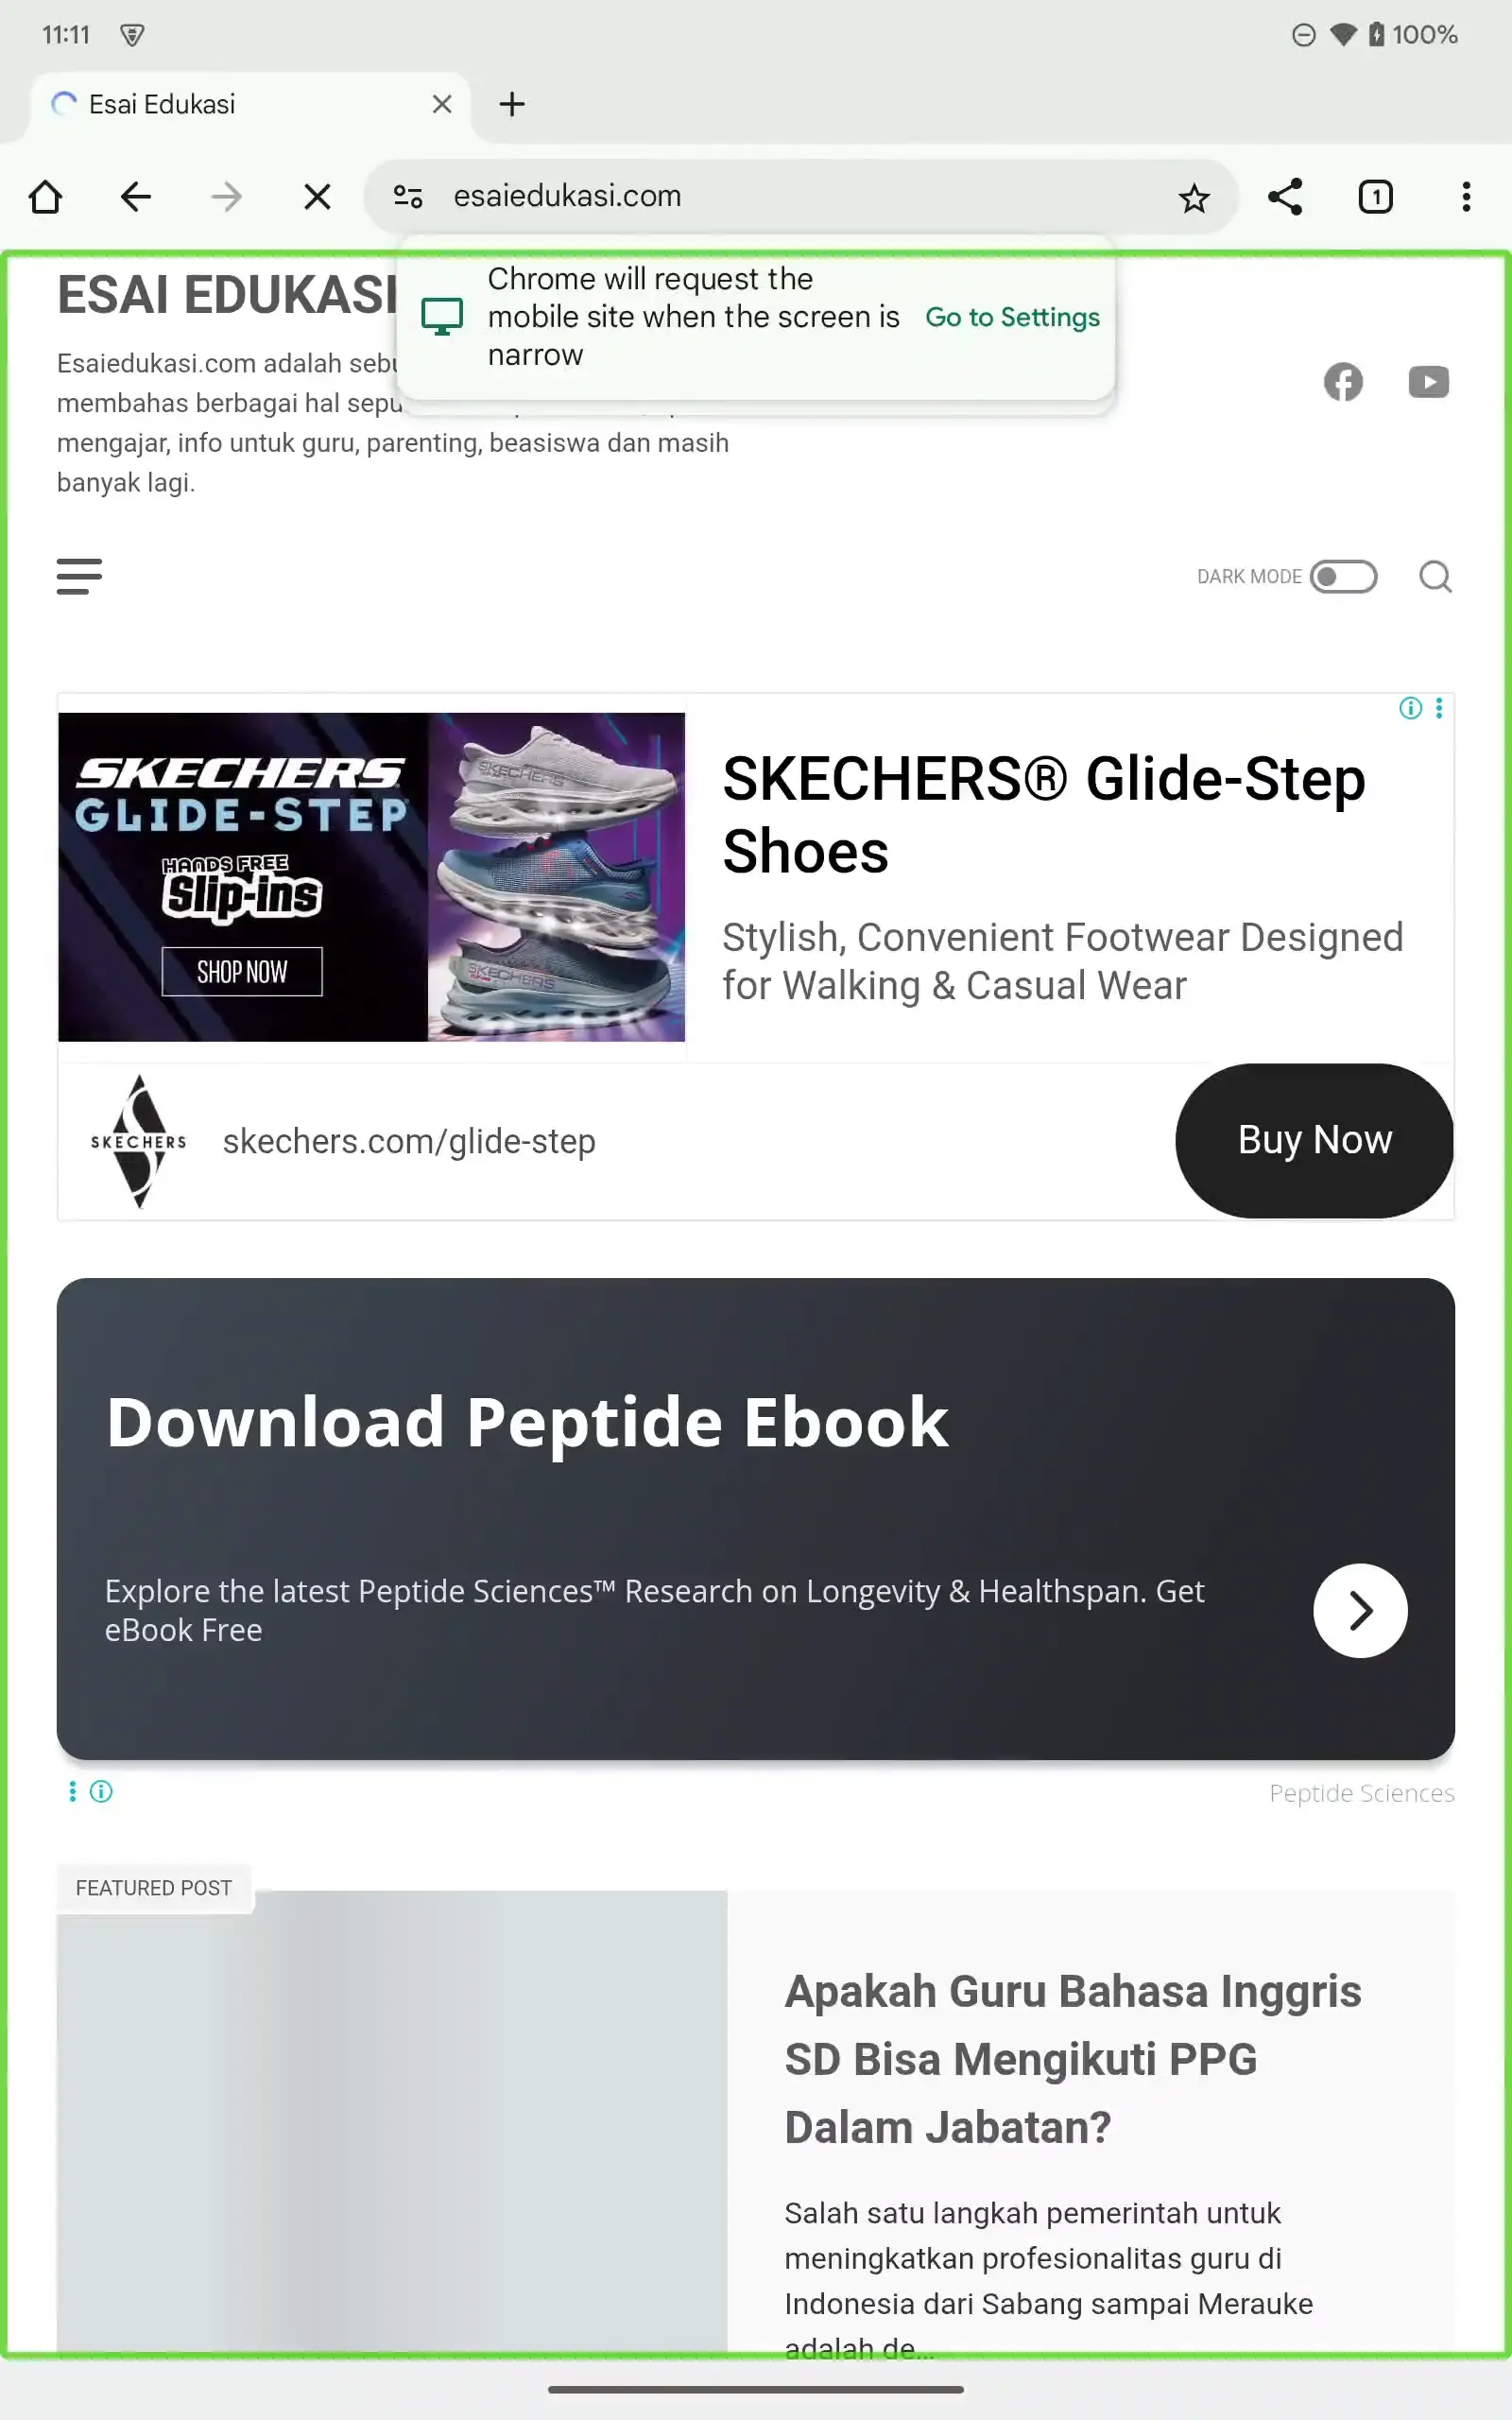 11:11
100%
Esai Edukasi
esaiedukasi.com
1
Chrome will request the
mobile site when the screen is
narrow
Go to Settings
ESAI EDUKASI
Esaiedukasi.com adalah
membahas berbagai hal
mengajar, info untuk guru, parenting, beasiswa dan masih
banyak lagi.
DARK MODE
SKECHERS
GLIDE-STEP
HANDS FREE
Slip-ins
SHOP NOW
SKECHERS
SKECHERS
SKECHERS® Glide-Step
Shoes
Stylish, Convenient Footwear Designed
for Walking & Casual Wear
SKECHERS
skechers.com/glide-step
Buy Now
Download Peptide Ebook
Explore the latest Peptide Sciences™ Research on Longevity & Healthspan. Get
eBook Free
Peptide Sciences
FEATURED POST
Apakah Guru Bahasa Inggris
SD Bisa Mengikuti PPG
Dalam Jabatan?
Salah satu langkah pemerintah untuk
meningkatkan profesionalitas guru di
Indonesia dari Sabang sampai Merauke
adalah de...